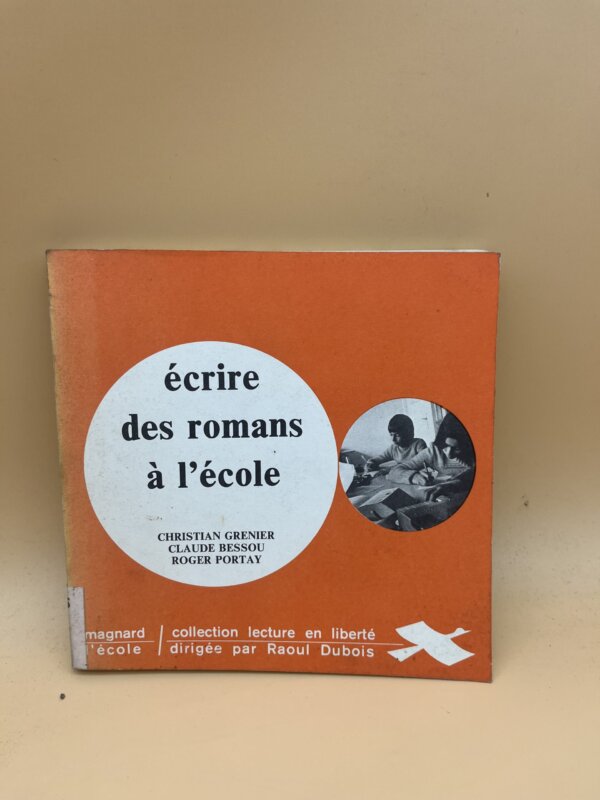 écrire
des romans
à l'école
CHRISTIAN GRENIER
CLAUDE BESSOU
ROGER PORTAY
magnard / collection lecture en liberté
l'école / dirigée par Raoul Dubois